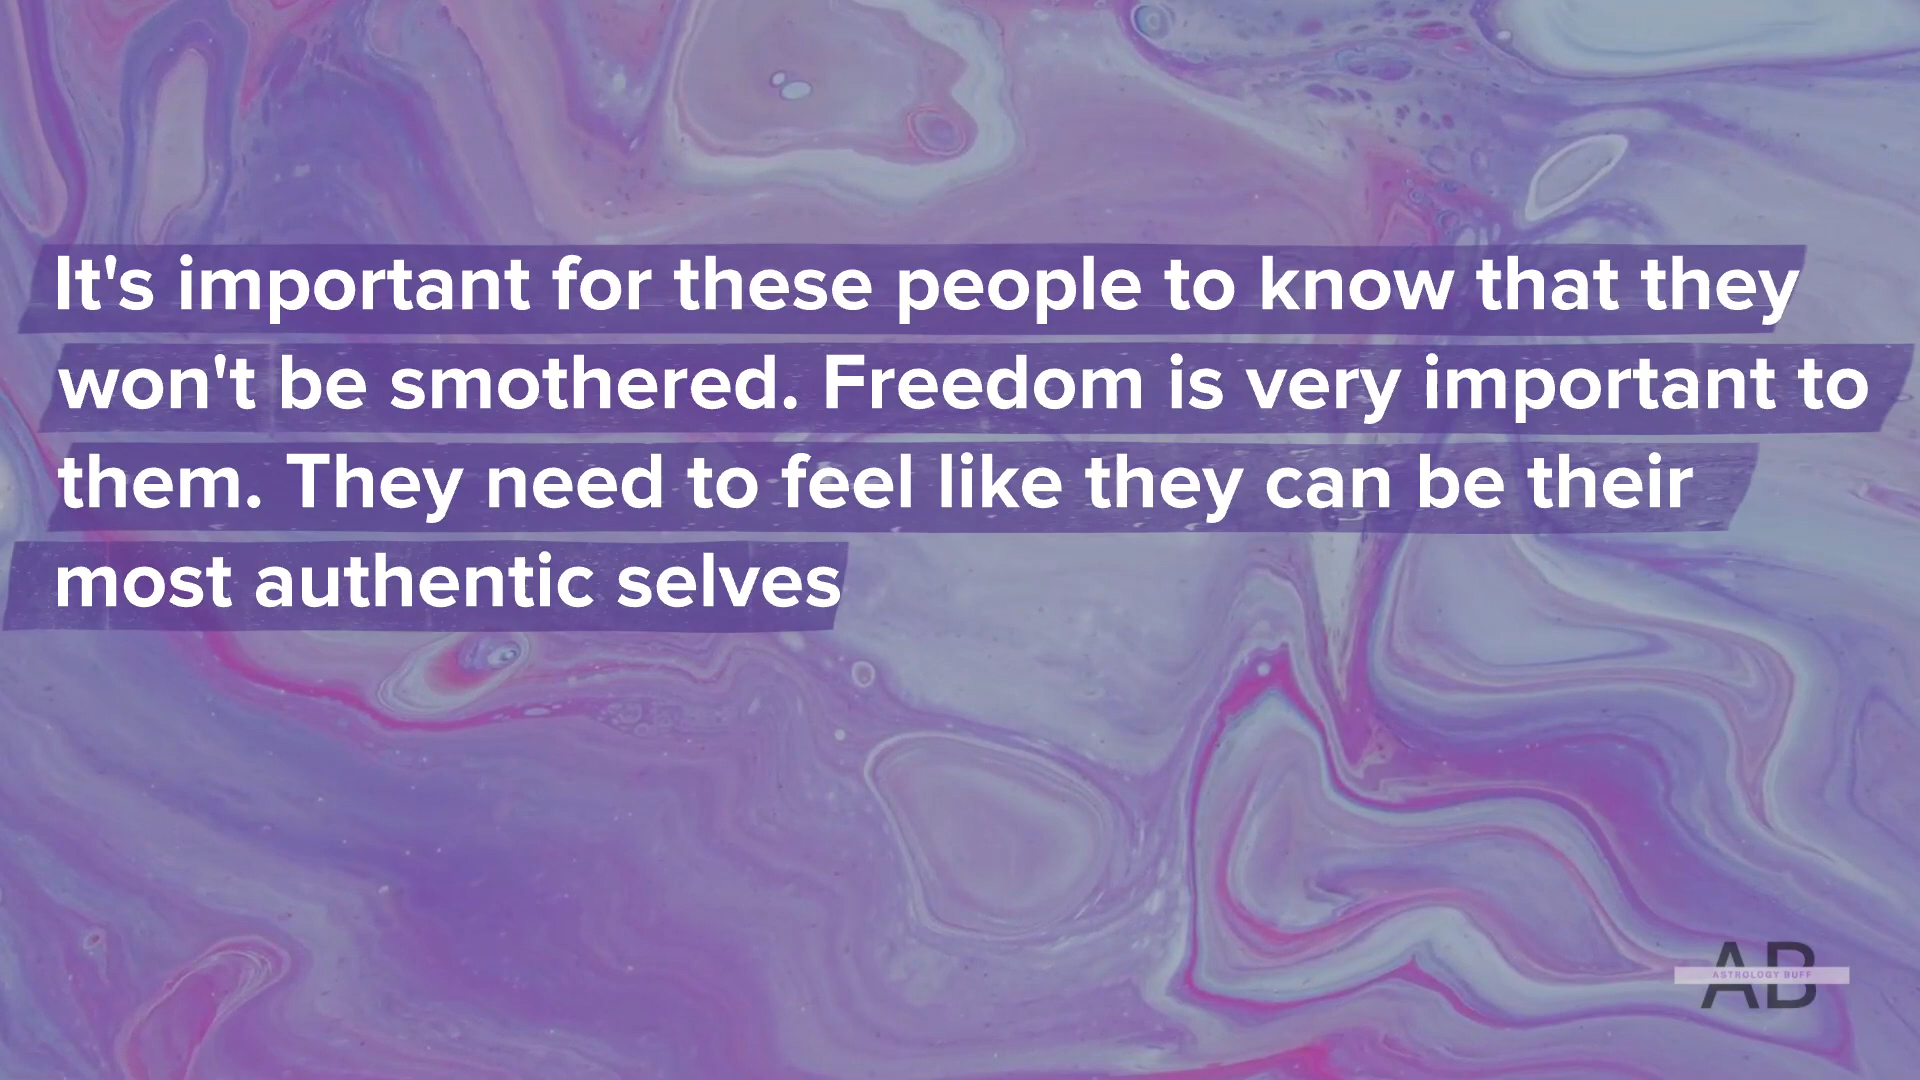 It's important for these people to know that they
won't be smothered. Freedom is very important to
them. They need to feel like they can be their
most authentic selves
AB
ASTROLOGY BUFF